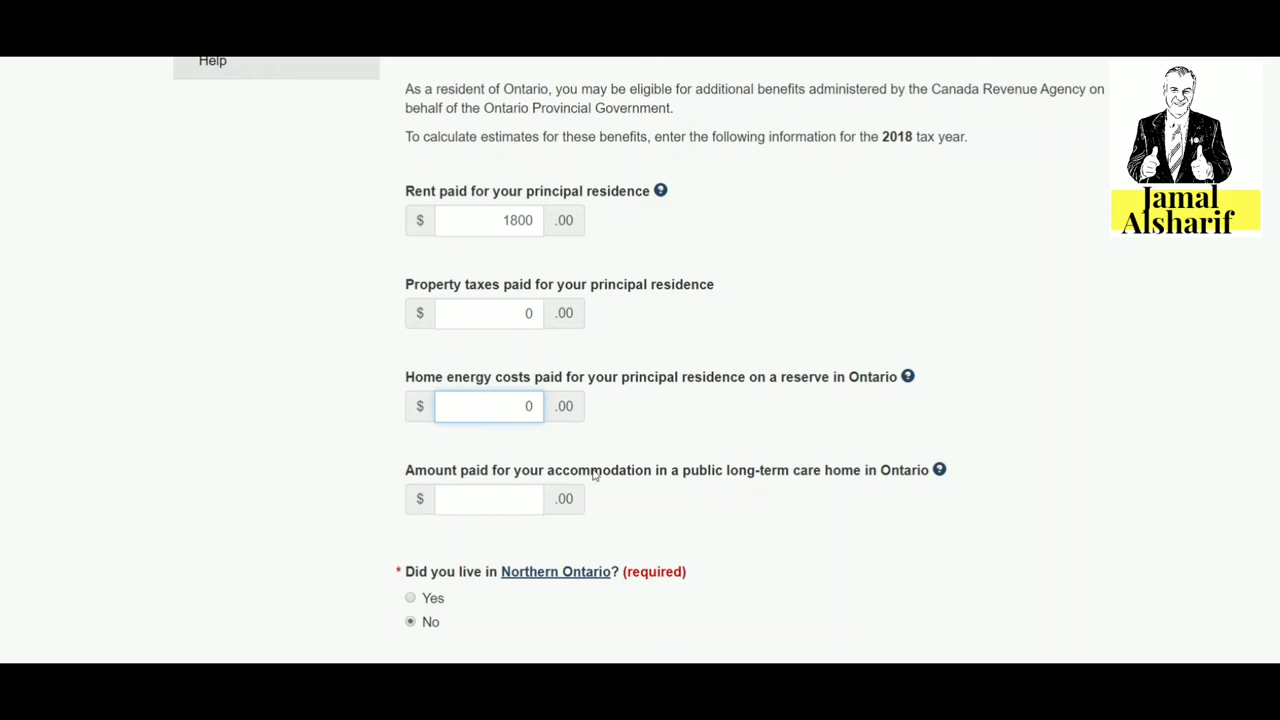 Help
As a resident of Ontario, you may be eligible for additional benefits administered by the Canada Revenue Agency on
behalf of the Ontario Provincial Government.
To calculate estimates for these benefits, enter the following information for the 2018 tax year.
Rent paid for your principal residence ?
$ 1800 .00
Property taxes paid for your principal residence
$ 0 .00
Home energy costs paid for your principal residence on a reserve in Ontario ?
$ 0 .00
Amount paid for your accommodation in a public long-term care home in Ontario ?
$ .00
* Did you live in Northern Ontario? (required)
Yes
No
Jamal
Alsharif